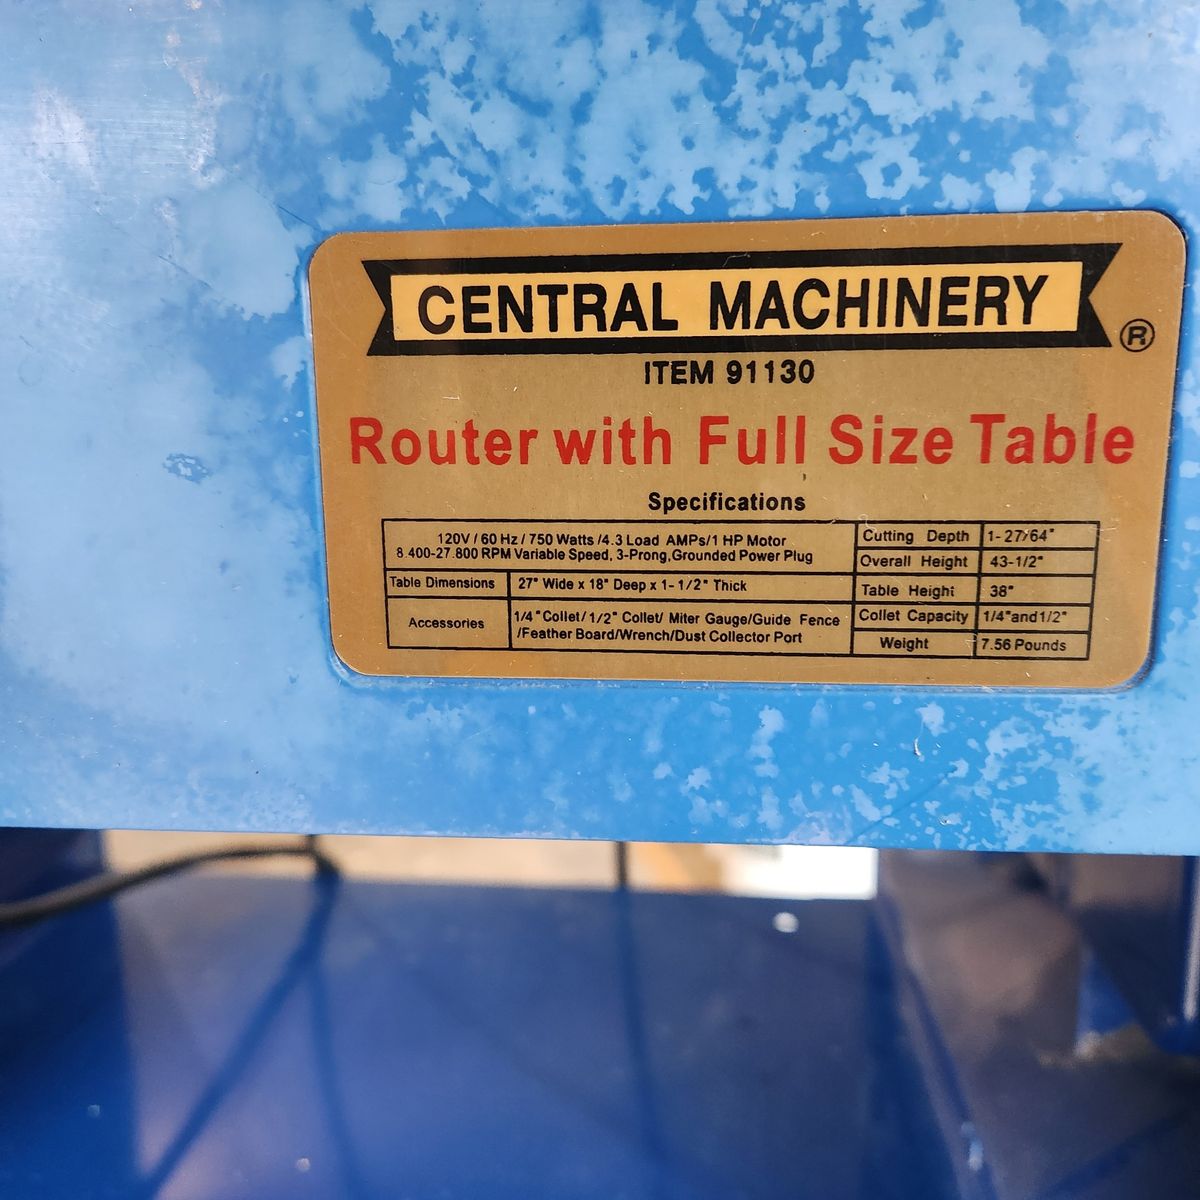 CENTRAL MACHINERY ®
ITEM 91130
Router with Full Size Table
Specifications
120V / 60 Hz / 750 Watts /4.3 Load AMPs/1 HP Motor
8.400-27.800 RPM Variable Speed, 3-Prong,Grounded Power Plug
Cutting Depth 1- 27/64"
Overall Height 43-1/2"
Table Dimensions 27" Wide x 18" Deep x 1- 1/2" Thick
Table Height 38"
Accessories 1/4" Collet/ 1/2" Collet/ Miter Gauge/Guide Fence
/Feather Board/Wrench/Dust Collector Port
Collet Capacity 1/4"and1/2"
Weight 7.56 Pounds